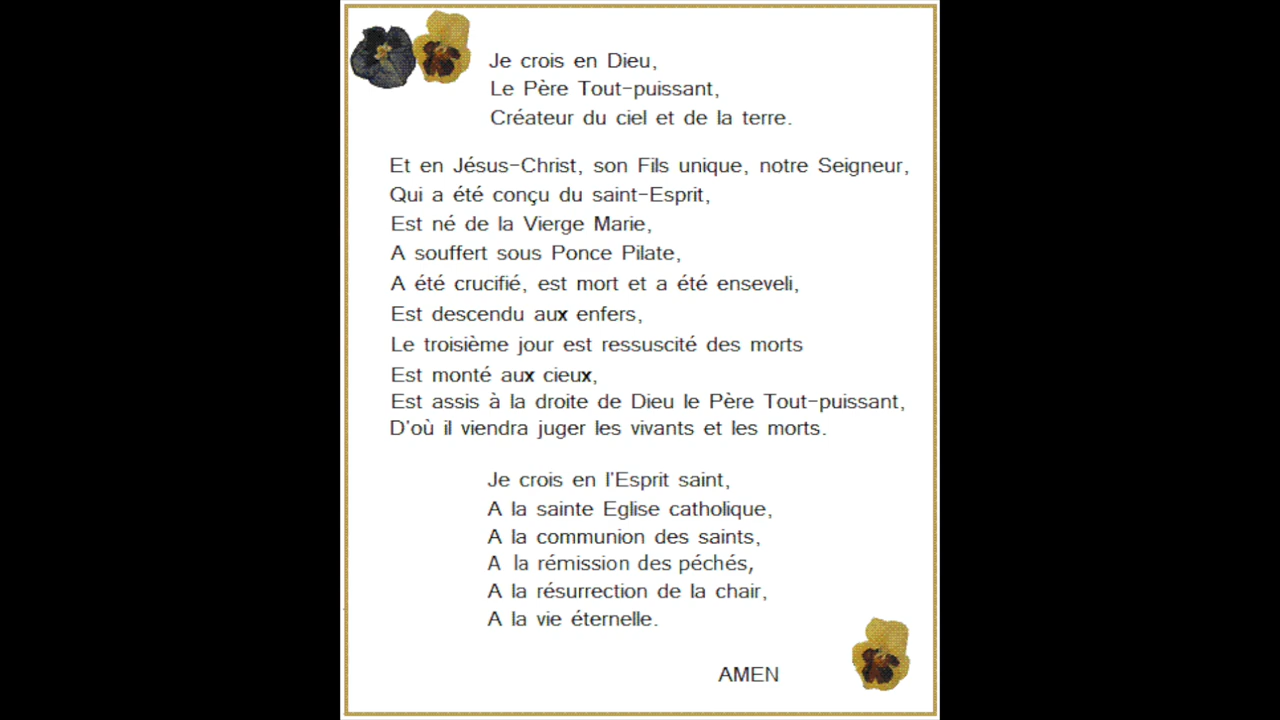 Je crois en Dieu,
Le Père Tout-puissant,
Créateur du ciel et de la terre.
Et en Jésus-Christ, son Fils unique, notre Seigneur,
Qui a été conçu du saint-Esprit,
Est né de la Vierge Marie,
A souffert sous Ponce Pilate,
A été crucifié, est mort et a été enseveli,
Est descendu aux enfers,
Le troisième jour est ressuscité des morts
Est monté aux cieux,
Est assis à la droite de Dieu le Père Tout-puissant,
D'où il viendra juger les vivants et les morts.
Je crois en l'Esprit saint,
A la sainte Eglise catholique,
A la communion des saints,
A la rémission des péchés,
A la résurrection de la chair,
A la vie éternelle.
AMEN